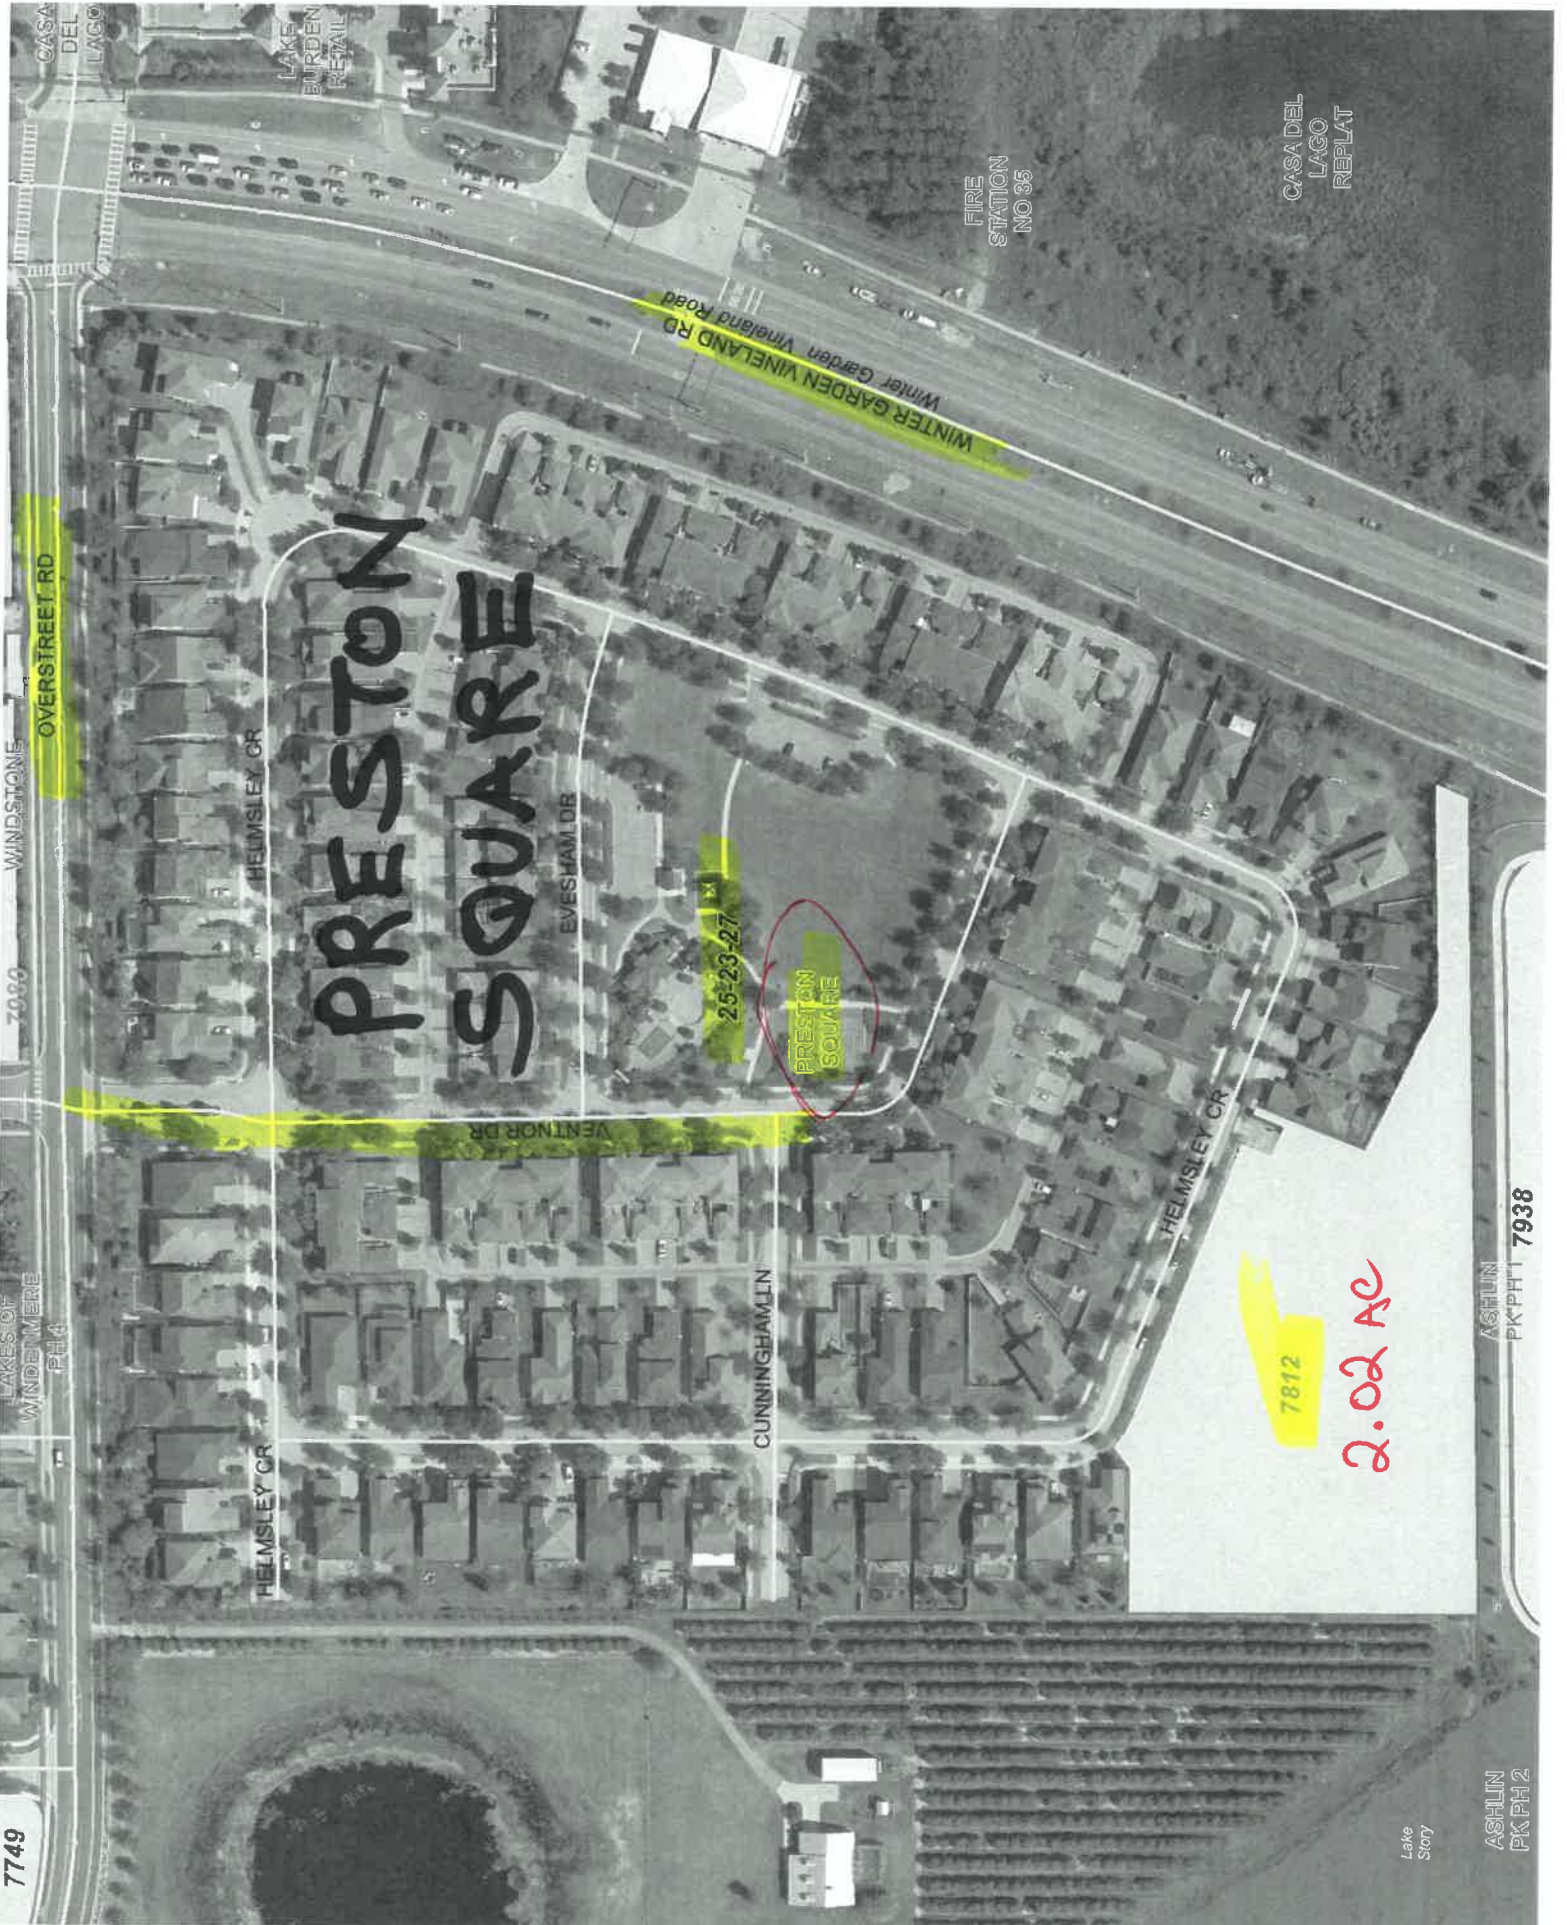 7749
LAKES OF
WINDERMERE
PH 4
WINDSTONE
OVERSTREET RD
CASA
DEL
LAGO
LAKE
BURDEN
RETAIL
HELMSLEY CR
HELMSLEY CR
PRESTON
SQUARE
VENTNOR DR
EVESHAM DR
25-23-27
PRESTON
SQUARE
WINTER GARDEN VINELAND RD
Winter Garden Vineland Road
CUNNINGHAM LN
FIRE
STATION
NO 35
CASA DEL
LAGO
REPLAT
HELMSLEY CR
7812
2.02 AC
Lake
Story
ASHLIN
PK PH 2
ASHLIN
PK PH 1
7938